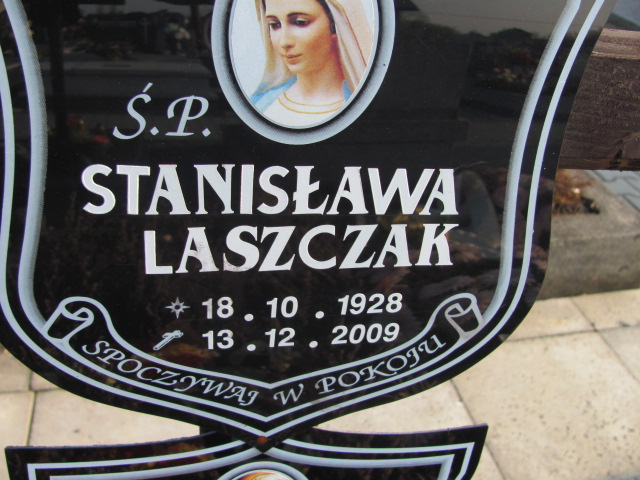 Ś.P.
STANISŁAWA
LASZCZAK
18.10.1928
13.12.2009
SPOCZYWAJ W POKOJU